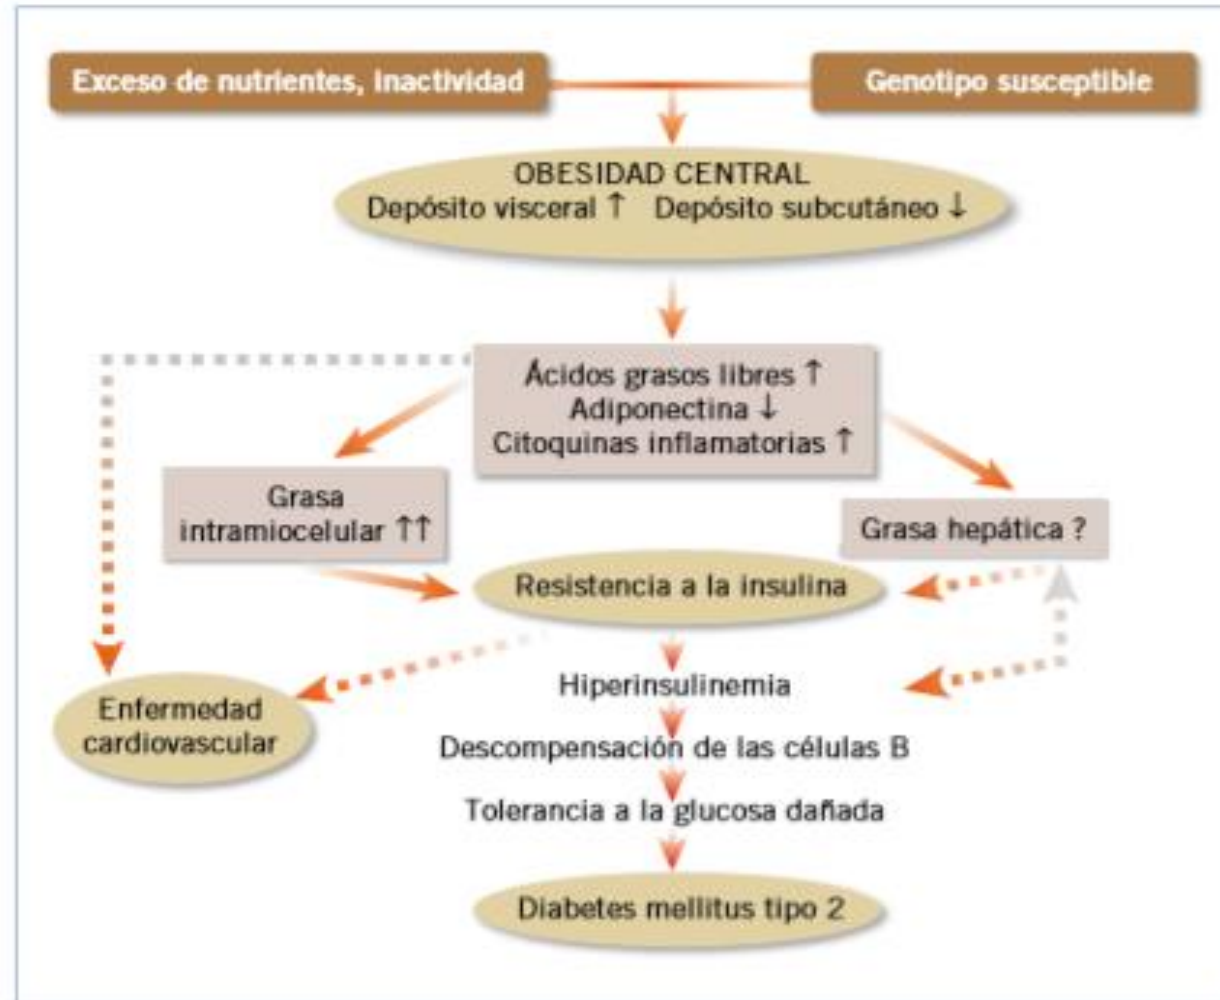 Exceso de nutrientes, inactividad
Genotipo susceptible
OBESIDAD CENTRAL
Depósito visceral ↑ Depósito subcutáneo ↓
Ácidos grasos libres ↑
Adiponectina ↓
Citoquinas inflamatorias ↑
Grasa
intramiocelular ↑↑
Grasa hepática ?
Resistencia a la insulina
Hiperinsulinemia
Enfermedad
cardiovascular
Descompensación de las células B
Tolerancia a la glucosa dañada
Diabetes mellitus tipo 2